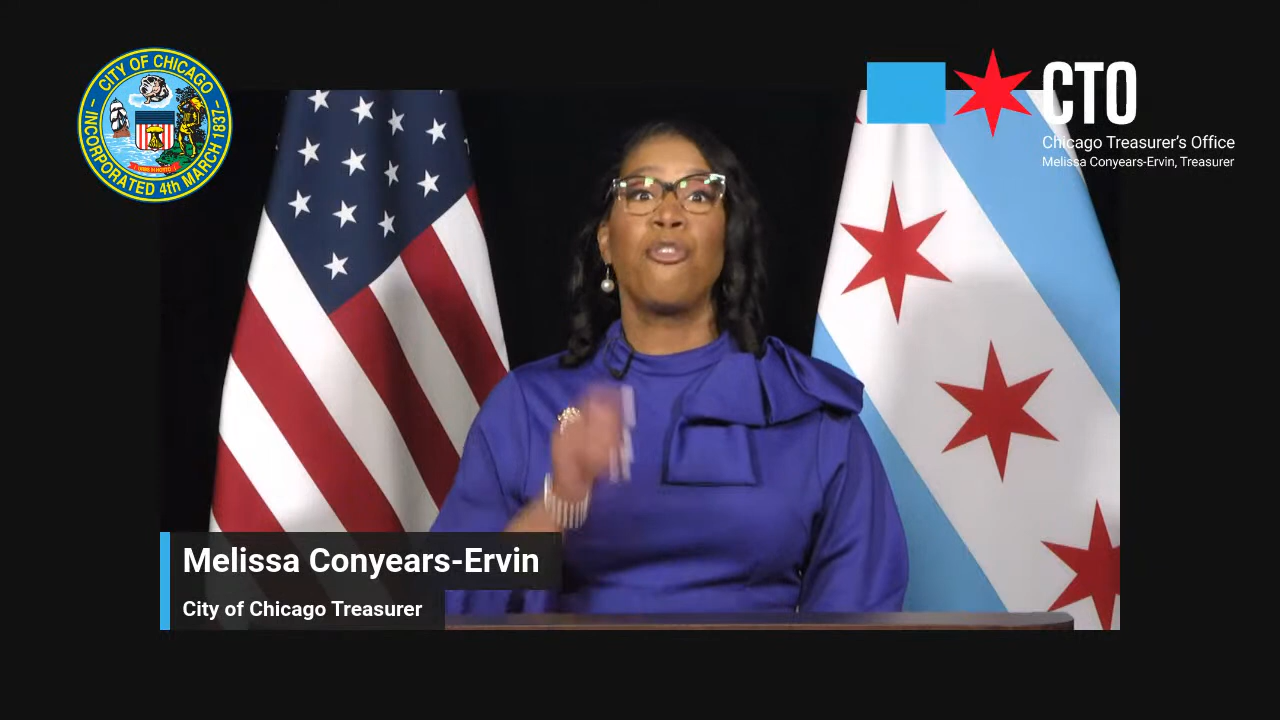 CITY OF CHICAGO
INCORPORATED 4th MARCH 1837
CTO
Chicago Treasurer's Office
Melissa Conyears-Ervin, Treasurer
Melissa Conyears-Ervin
City of Chicago Treasurer